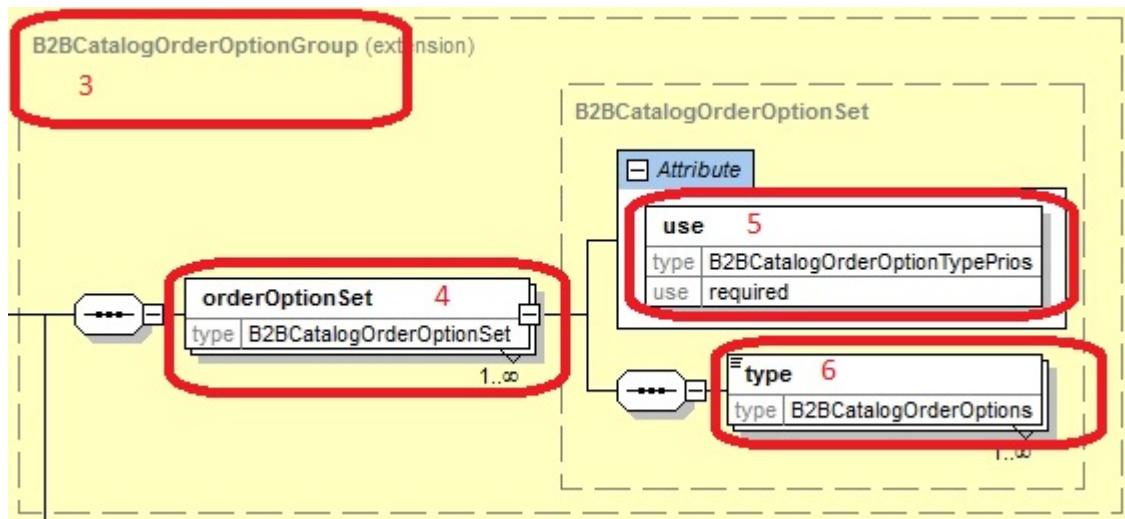 B2BCatalogOrderOptionGroup (extension)
3
B2BCatalogOrderOptionSet
Attribute
use 5
type B2BCatalogOrderOptionTypePrios
use required
orderOptionSet 4
type B2BCatalogOrderOptionSet
1..∞
type 6
type B2BCatalogOrderOptions
1..∞